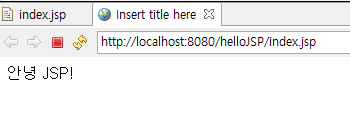 index.jsp
Insert title here
http://localhost:8080/helloJSP/index.jsp
안녕 JSP!